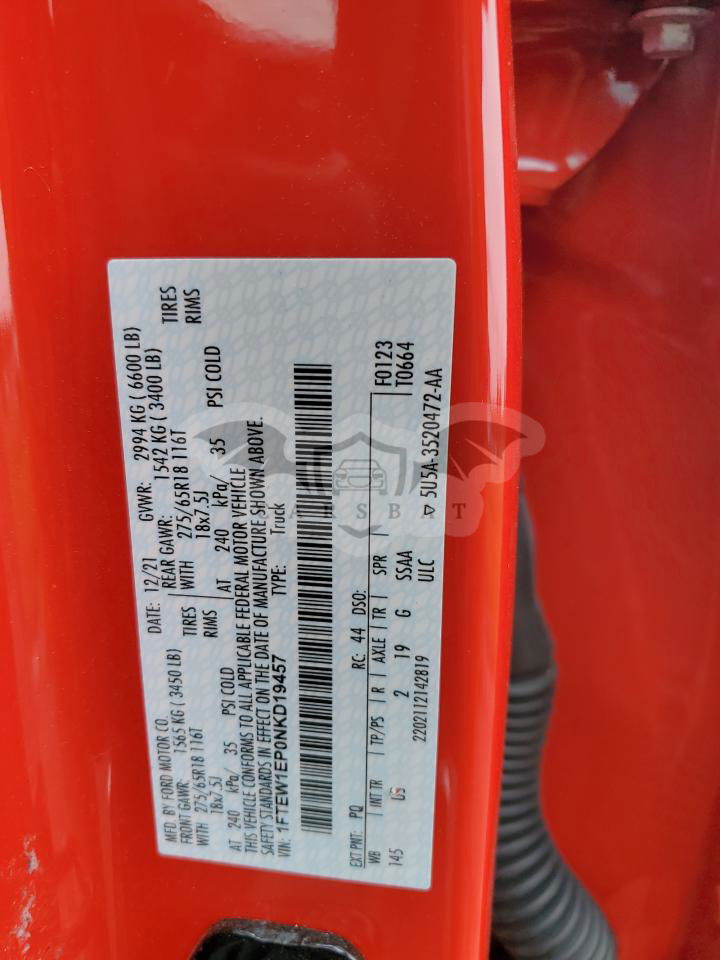 MFD. BY FORD MOTOR CO.
DATE: 12/21 GVWR: 2994 KG ( 6600 LB)
FRONT GAWR: 1565 KG ( 3450 LB) REAR GAWR: 1542 KG ( 3400 LB)
WITH 275/65R18 116T TIRES WITH 275/65R18 116T TIRES
18x7.5J RIMS 18x7.5J RIMS
AT 240 kPa/ 35 PSI COLD AT 240 kPa/ 35 PSI COLD
THIS VEHICLE CONFORMS TO ALL APPLICABLE FEDERAL MOTOR VEHICLE
SAFETY STANDARDS IN EFFECT ON THE DATE OF MANUFACTURE SHOWN ABOVE.
VIN: 1FTEW1EP0NKD19457 TYPE: Truck
EXT PNT: PQ RC: 44 DSO: F0123
WB INT TR TP/PS R AXLE TR SPR T0664
145 US 2 19 G SSAA
2202112142819 ULC 5U5A-3520472-AA
CARSBAT